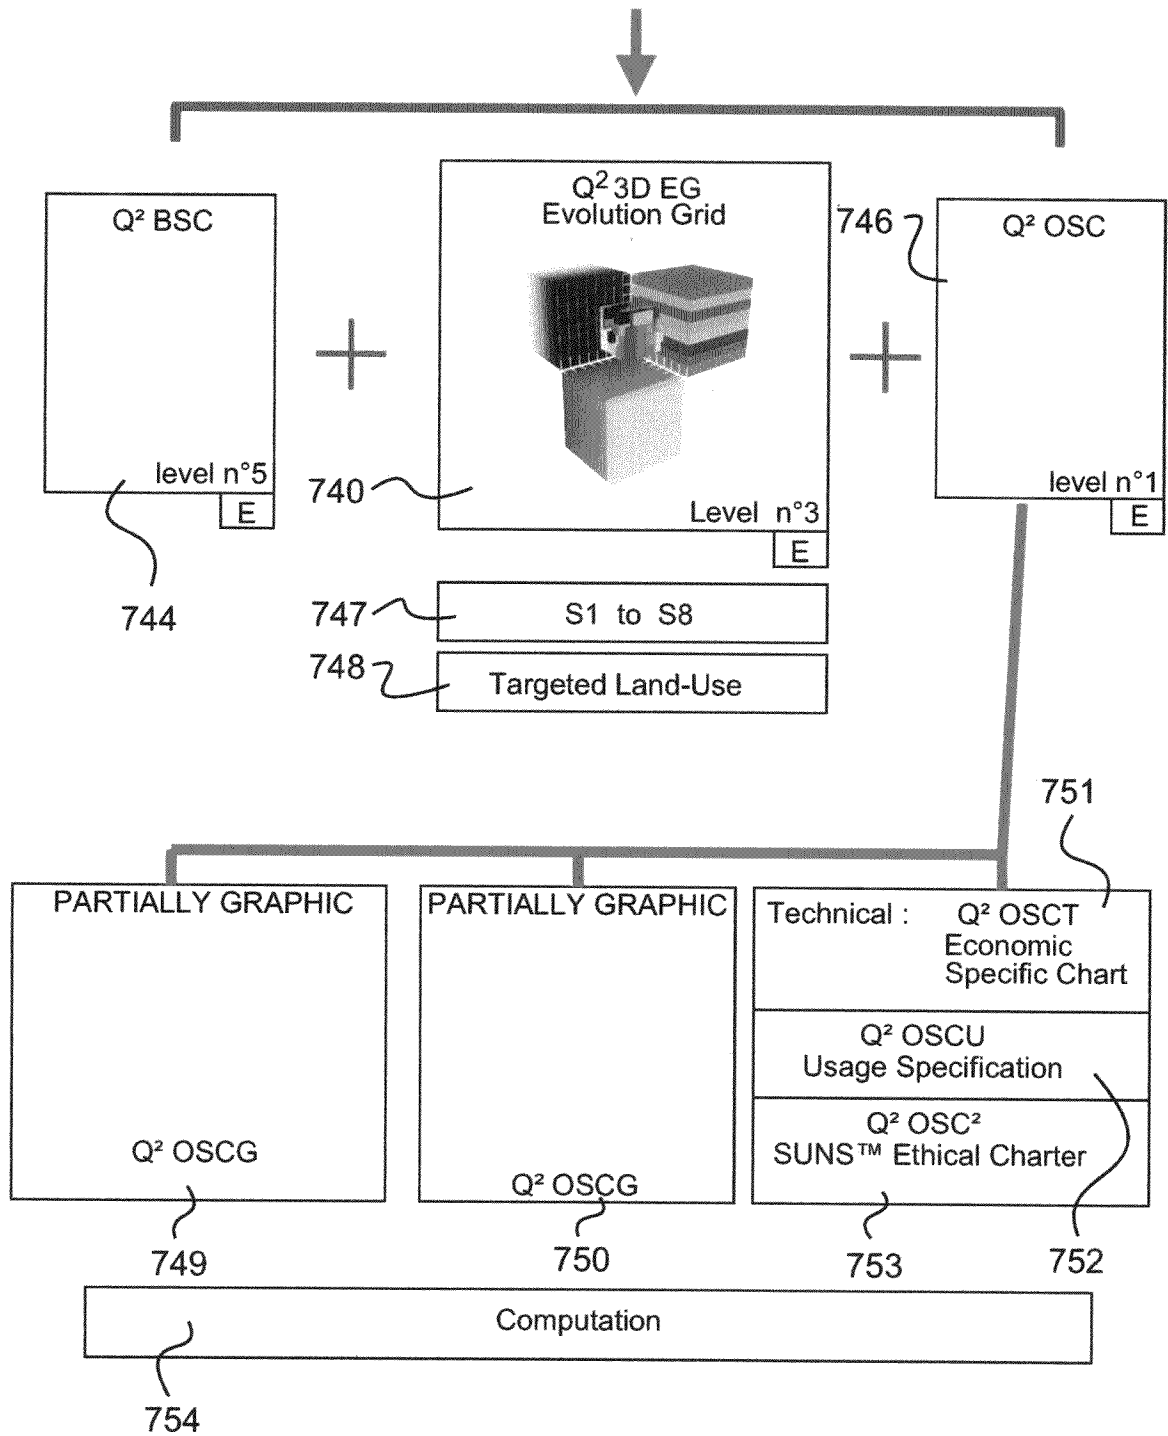 Q² BSC
level n°5
E
744
Q² 3D EG
Evolution Grid
740
Level n°3
E
746
Q² OSC
level n°1
E
747
S1 to S8
748
Targeted Land-Use
751
PARTIALLY GRAPHIC
Q² OSCG
749
PARTIALLY GRAPHIC
Q² OSCG
750
Technical : Q² OSCT
Economic
Specific Chart
Q² OSCU
Usage Specification
Q² OSC²
SUNS™ Ethical Charter
753
752
Computation
754